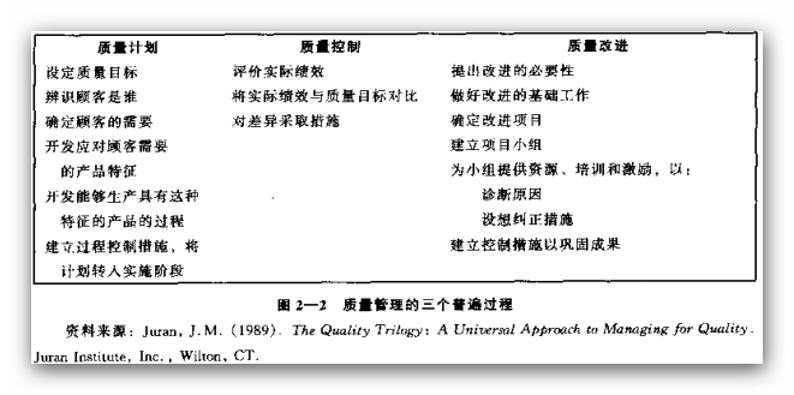 质量计划 质量控制 质量改进
设定质量目标 评价实际绩效 提出改进的必要性
辨识顾客是谁 将实际绩效与质量目标对比 做好改进的基础工作
确定顾客的需要 对差异采取措施 确定改进项目
开发应对顾客需要 建立项目小组
的产品特征 为小组提供资源、培训和激励，以：
开发能够生产具有这种 诊断原因
特征的产品的过程 设想纠正措施
建立过程控制措施，将 建立控制措施以巩固成果
计划转入实施阶段
图 2—2 质量管理的三个普遍过程
资料来源：Juran, J. M. (1989). The Quality Trilogy: A Universal Approach to Managing for Quality.
Juran Institute, Inc., Wilton, CT.